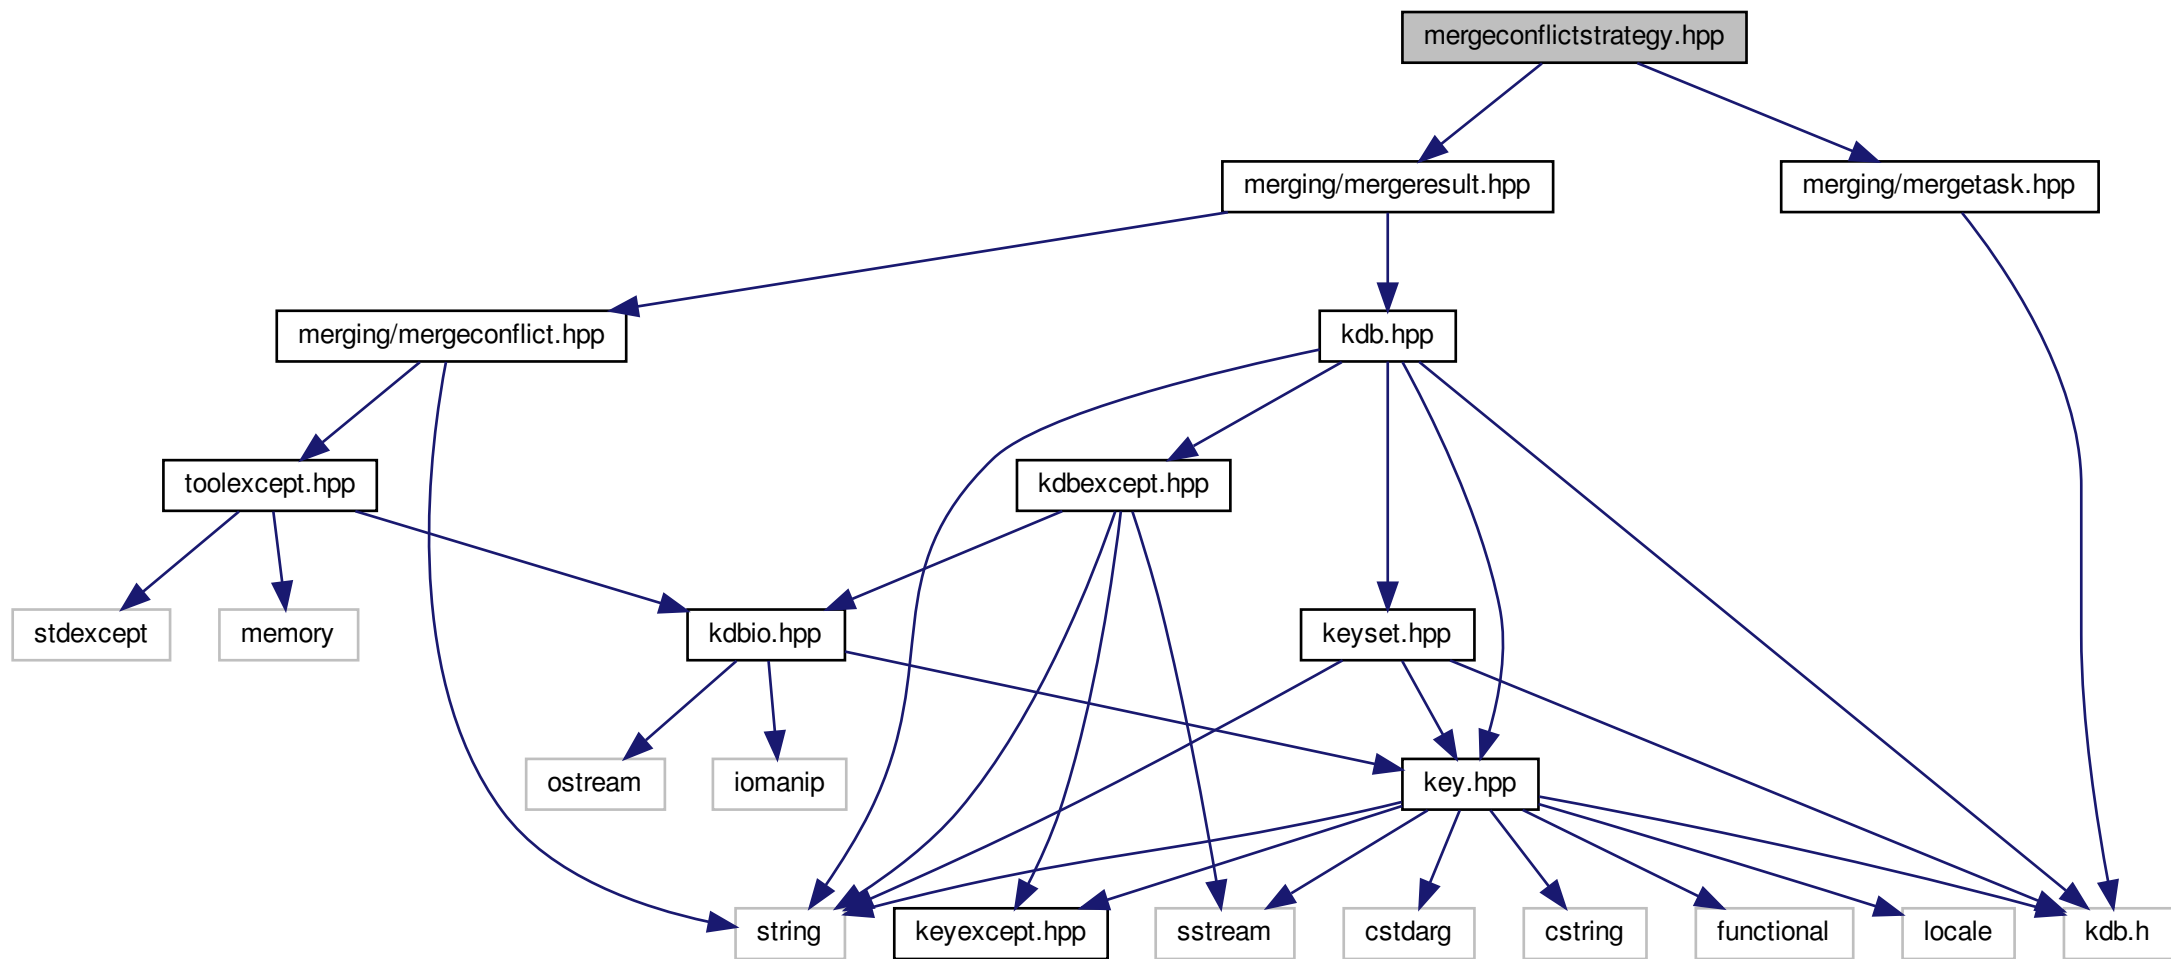 mergeconflictstrategy.hpp
merging/mergeresult.hpp
merging/mergetask.hpp
merging/mergeconflict.hpp
kdb.hpp
toolexcept.hpp
kdbexcept.hpp
stdexcept
memory
kdbio.hpp
keyset.hpp
ostream
iomanip
key.hpp
string
keyexcept.hpp
sstream
cstdarg
cstring
functional
locale
kdb.h